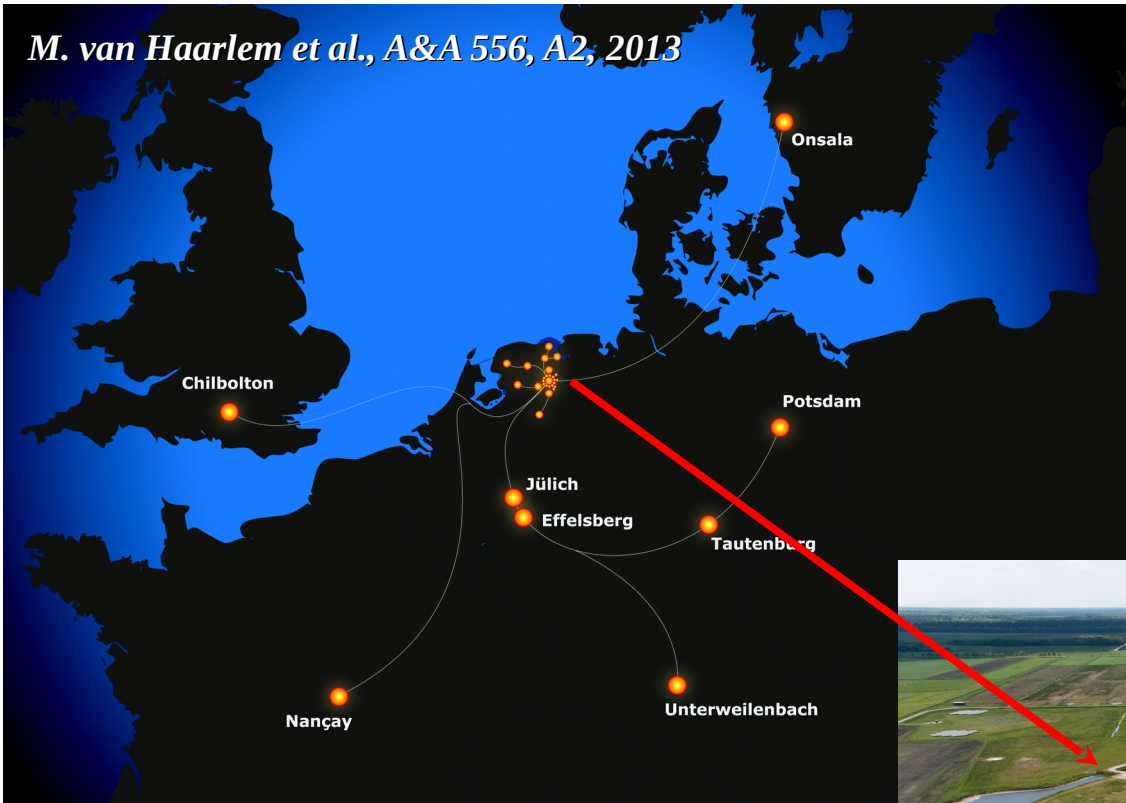 M. van Haarlem et al., A&A 556, A2, 2013
Onsala
Chilbolton
Potsdam
Jülich
Effelsberg
Tautenburg
Unterweilenbach
Nançay